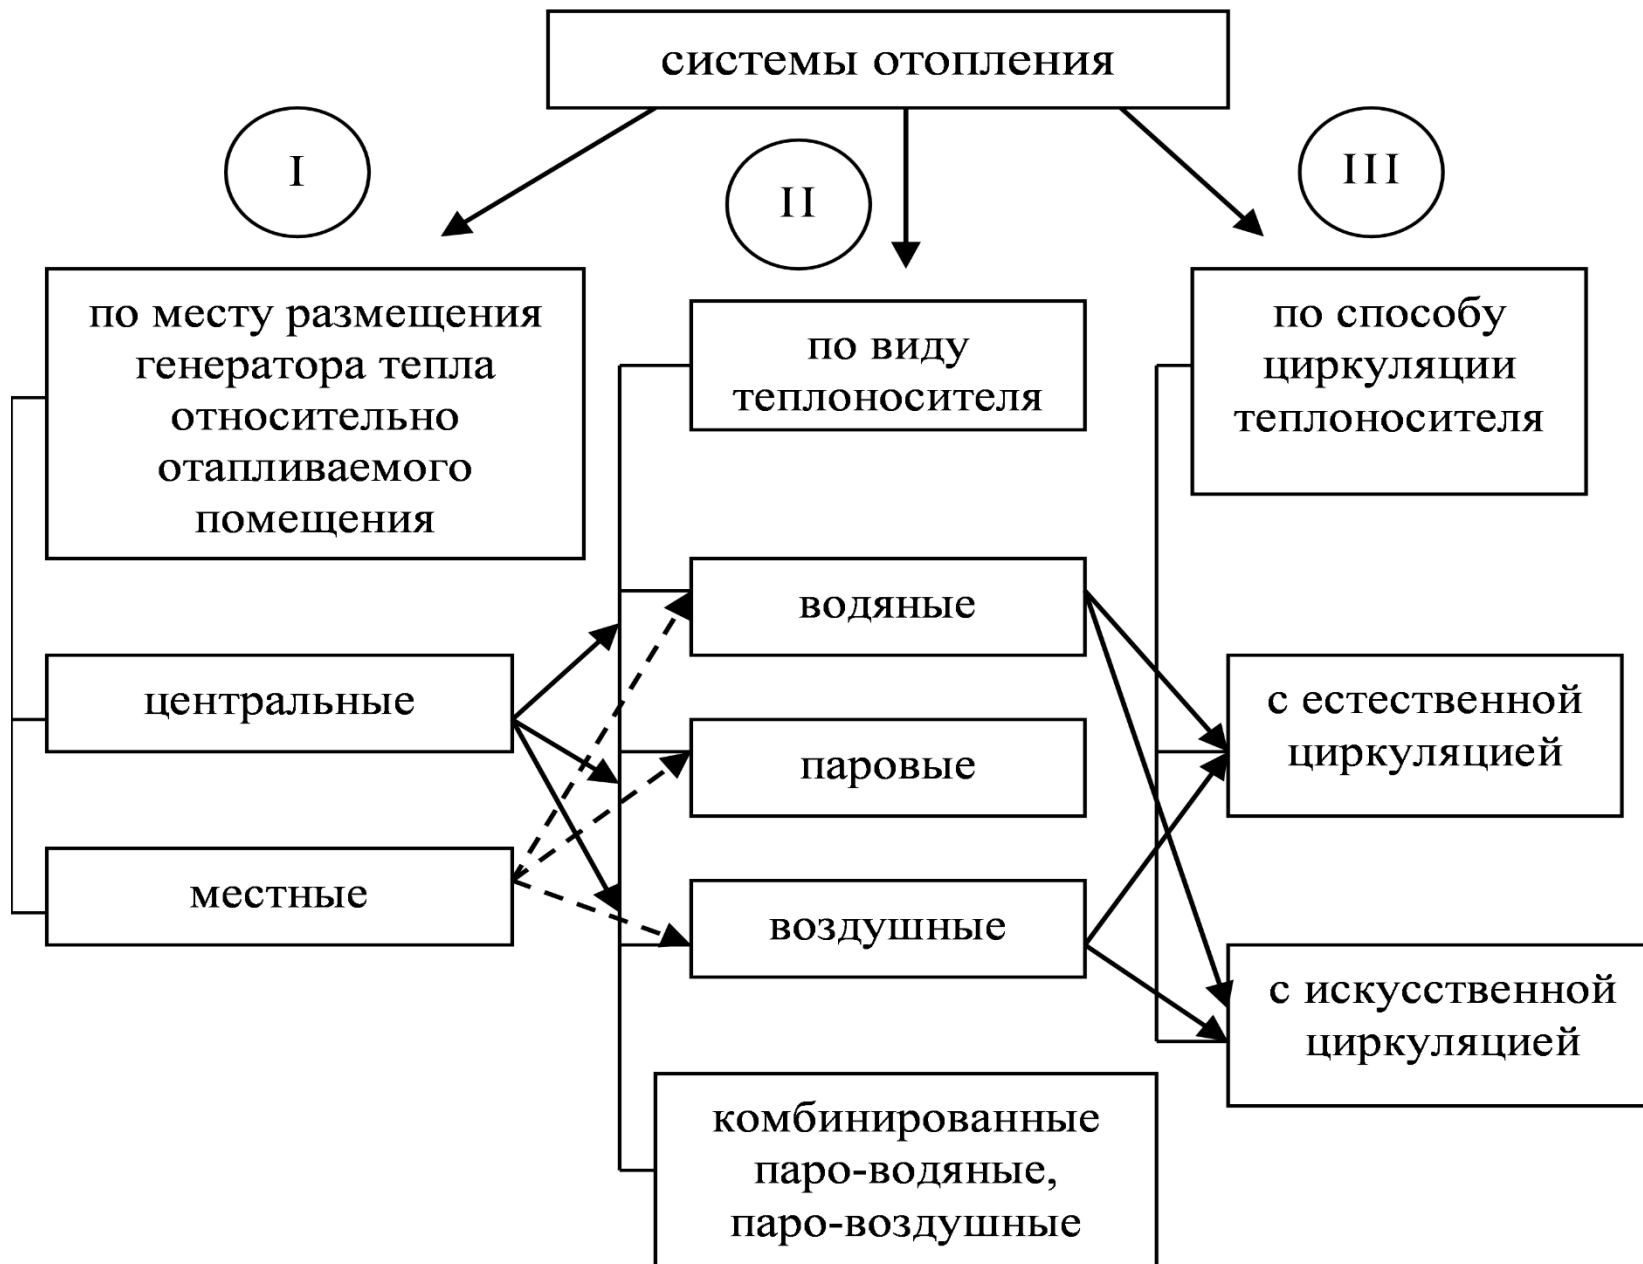 системы отопления
I
II
III
по месту размещения
генератора тепла
относительно
отапливаемого
помещения
центральные
местные
по виду
теплоносителя
водяные
паровые
воздушные
комбинированные
паро-водяные,
паро-воздушные
по способу
циркуляции
теплоносителя
с естественной
циркуляцией
с искусственной
циркуляцией